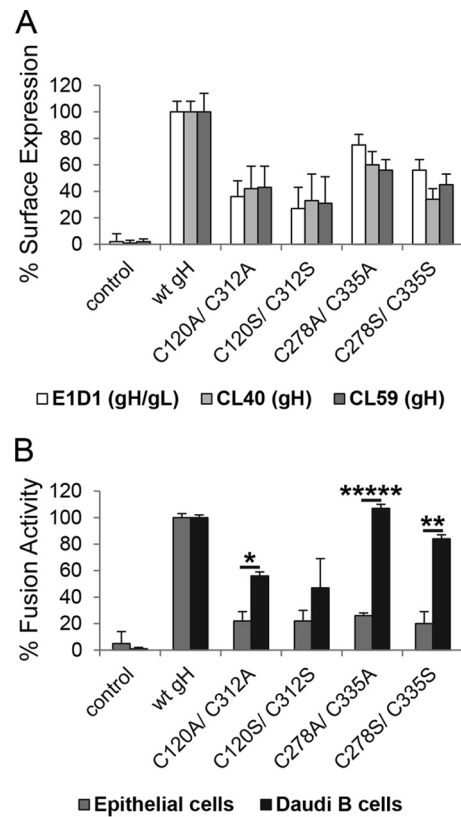 A
% Surface Expression
120
100
80
60
40
20
0
control
wt gH
C120A/ C312A
C120S/ C312S
C278A/ C335A
C278S/ C335S
E1D1 (gH/gL) CL40 (gH) CL59 (gH)
B
% Fusion Activity
120
100
80
60
40
20
0
*
*****
**
control
wt gH
C120A/ C312A
C120S/ C312S
C278A/ C335A
C278S/ C335S
Epithelial cells Daudi B cells